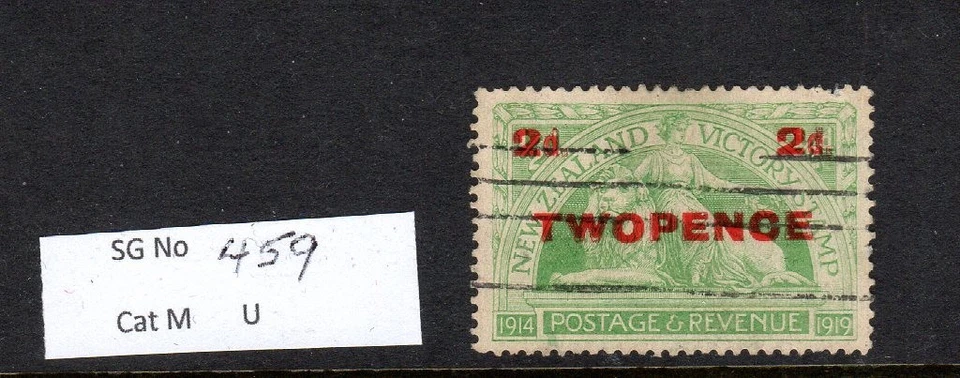 SG No 459
Cat M U
2d. 2d.
NEW ZEALAND VICTORY STAMP
TWOPENCE
1914 POSTAGE & REVENUE 1919